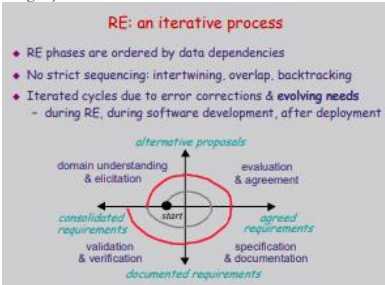 RE: an iterative process
RE phases are ordered by data dependencies
No strict sequencing: intertwining, overlap, backtracking
Iterated cycles due to error corrections & evolving needs
- during RE, during software development, after deployment
alternative proposals
domain understanding
& elicitation
evaluation
& agreement
start
consolidated
requirements
agreed
requirements
validation
& verification
specification
& documentation
documented requirements